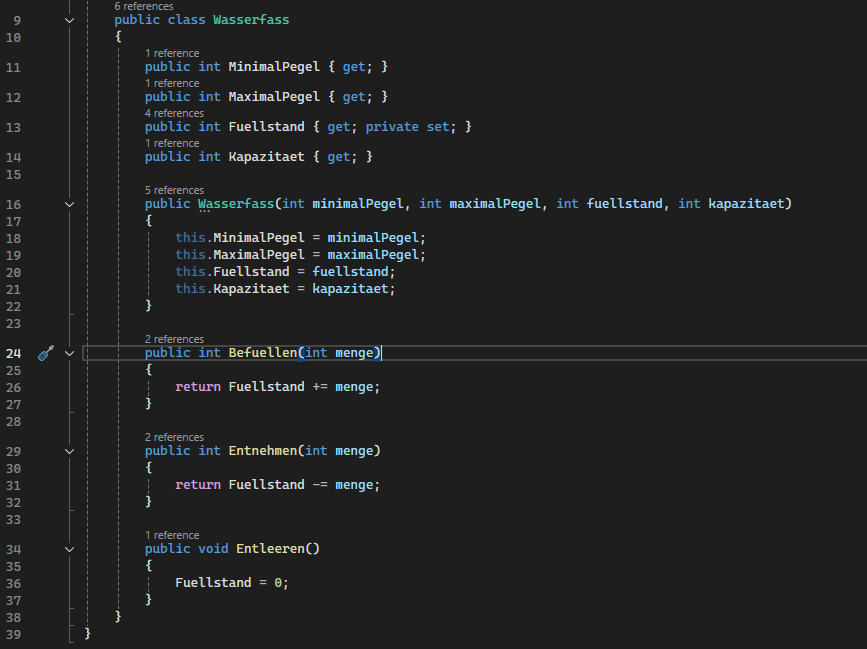 6 references
9 public class Wasserfass
10 {
1 reference
11 public int MinimalPegel { get; }
1 reference
12 public int MaximalPegel { get; }
4 references
13 public int Fuellstand { get; private set; }
1 reference
14 public int Kapazitaet { get; }
15
5 references
16 public Wasserfass(int minimalPegel, int maximalPegel, int fuellstand, int kapazitaet)
17 {
18 this.MinimalPegel = minimalPegel;
19 this.MaximalPegel = maximalPegel;
20 this.Fuellstand = fuellstand;
21 this.Kapazitaet = kapazitaet;
22 }
23
2 references
24 public int Befuellen(int menge)
25 {
26 return Fuellstand += menge;
27 }
28
2 references
29 public int Entnehmen(int menge)
30 {
31 return Fuellstand -= menge;
32 }
33
1 reference
34 public void Entleeren()
35 {
36 Fuellstand = 0;
37 }
38 }
39 }